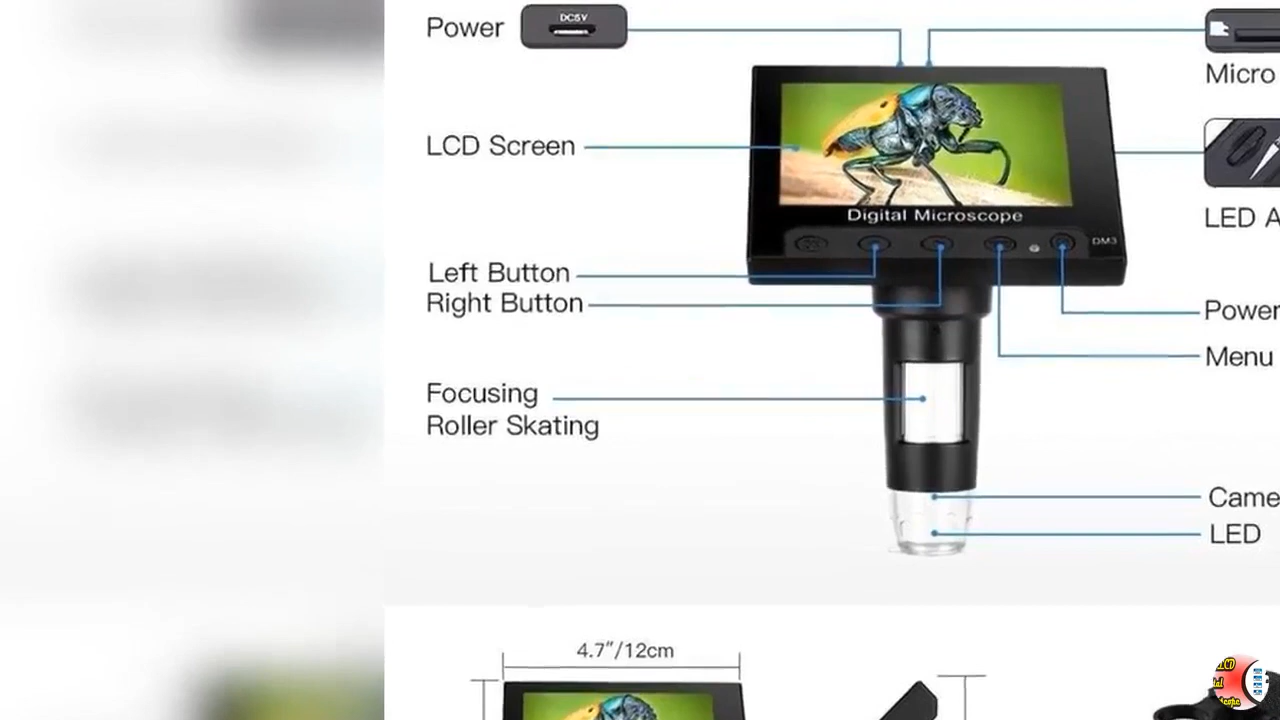 Power
DC5V
Micro
LCD Screen
Digital Microscope
LED A
DM3
Left Button
Right Button
Power
Menu
Focusing
Roller Skating
Came
LED
4.7"/12cm
LCD